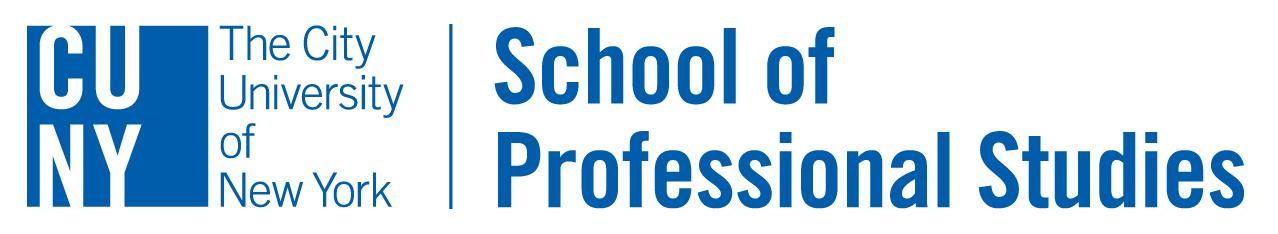 CU
NY
The City
University
of
New York
School of
Professional Studies